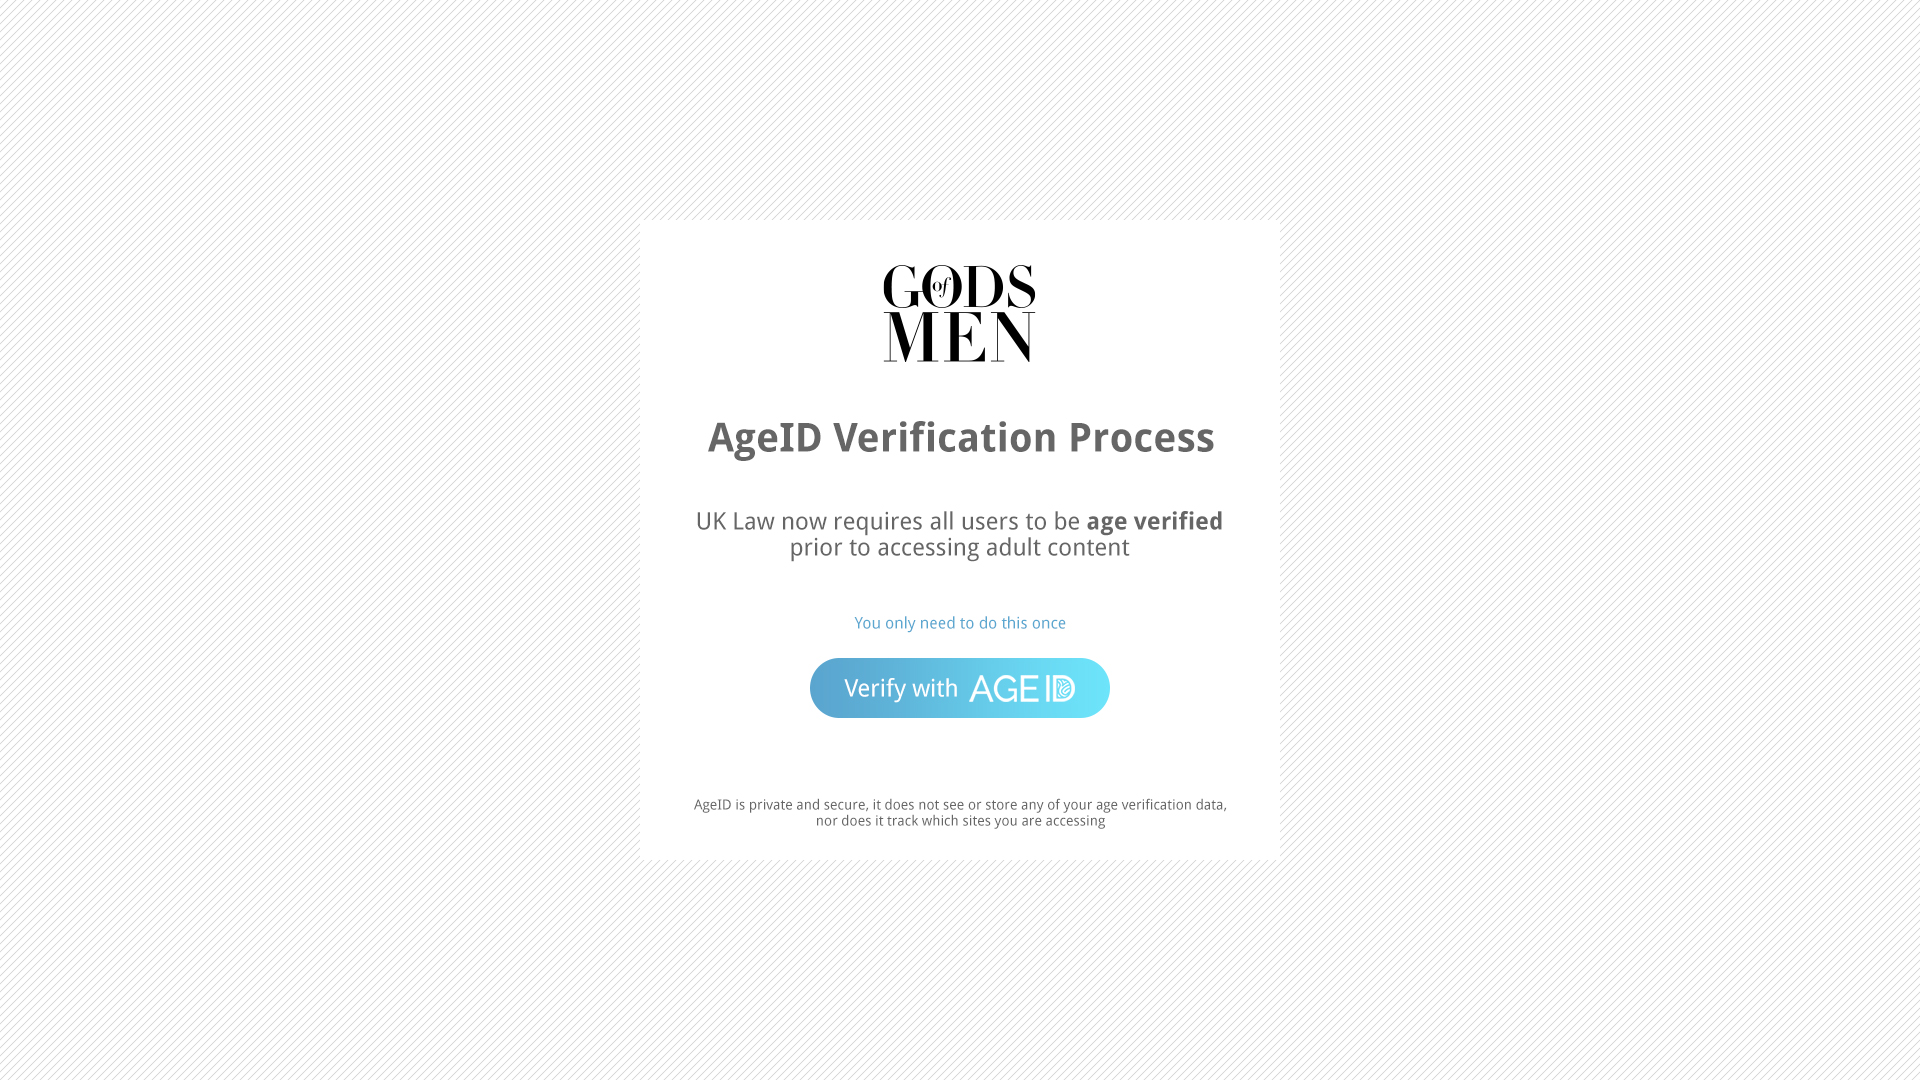 GODS
of
MEN
AgeID Verification Process
UK Law now requires all users to be age verified
prior to accessing adult content
You only need to do this once
Verify with AGE ID
AgeID is private and secure, it does not see or store any of your age verification data,
nor does it track which sites you are accessing